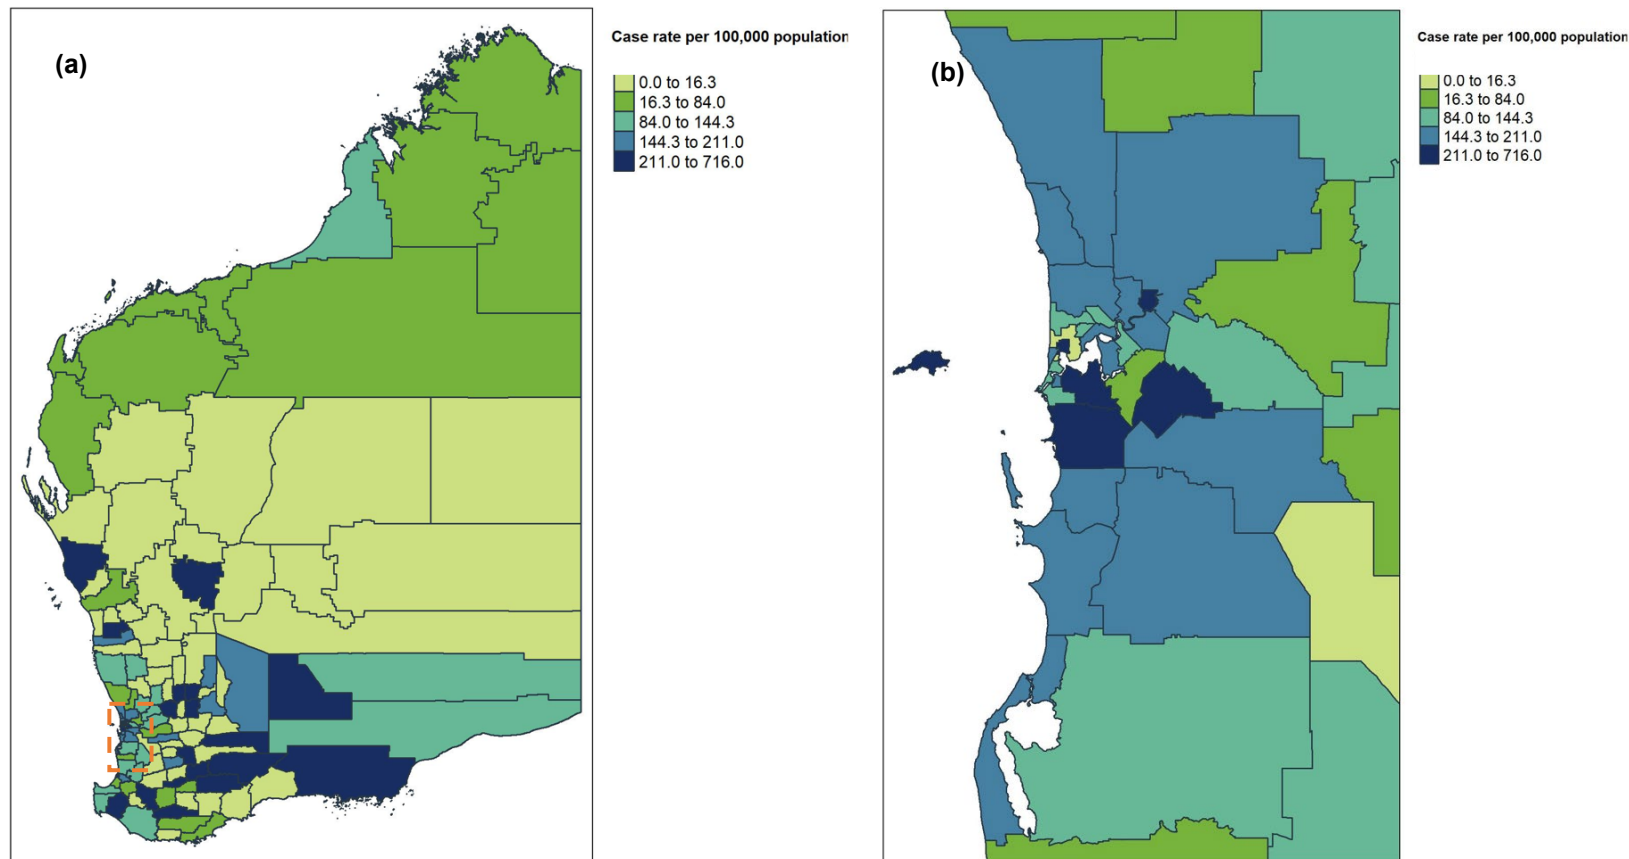 (a)
Case rate per 100,000 population
0.0 to 16.3
16.3 to 84.0
84.0 to 144.3
144.3 to 211.0
211.0 to 716.0
(b)
Case rate per 100,000 population
0.0 to 16.3
16.3 to 84.0
84.0 to 144.3
144.3 to 211.0
211.0 to 716.0